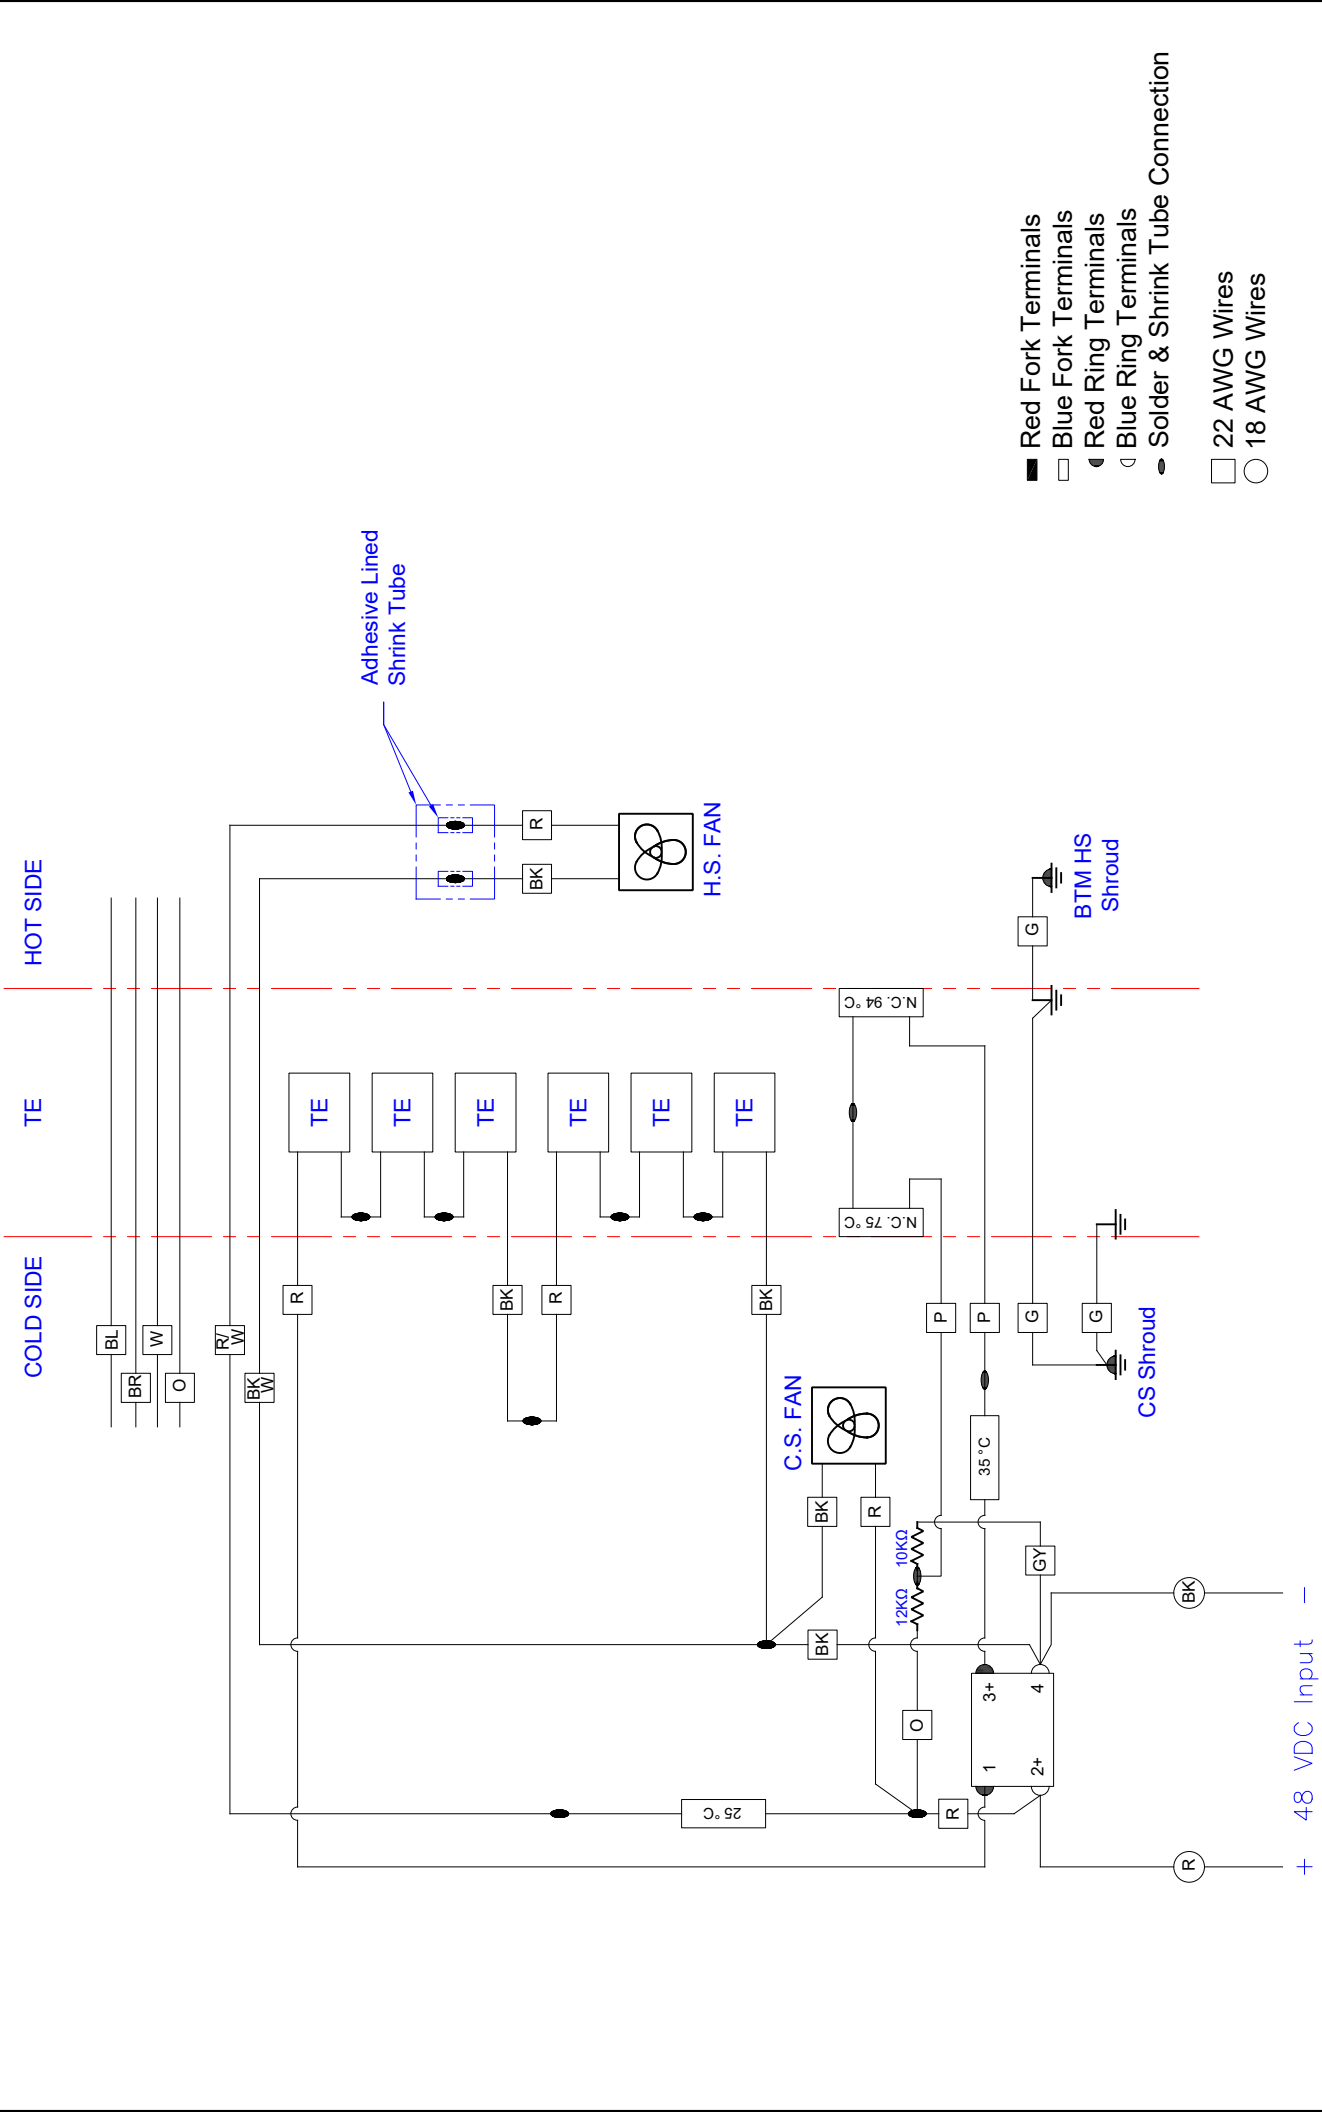 COLD SIDE
TE
HOT SIDE
BL
BR
W
O
R/
W
BK
W
R
TE
TE
TE
BK
R
TE
TE
TE
BK
Adhesive Lined
Shrink Tube
R
BK
H.S. FAN
C.S. FAN
BK
R
BK
25 °C
N.C. 75 °C
N.C. 94 °C
12KΩ
10KΩ
O
P
P
R
35 °C
G
G
G
GY
1
3+
2+
4
BTM HS
Shroud
CS Shroud
R
BK
+ 48 VDC Input -
Red Fork Terminals
Blue Fork Terminals
Red Ring Terminals
Blue Ring Terminals
Solder & Shrink Tube Connection
22 AWG Wires
18 AWG Wires